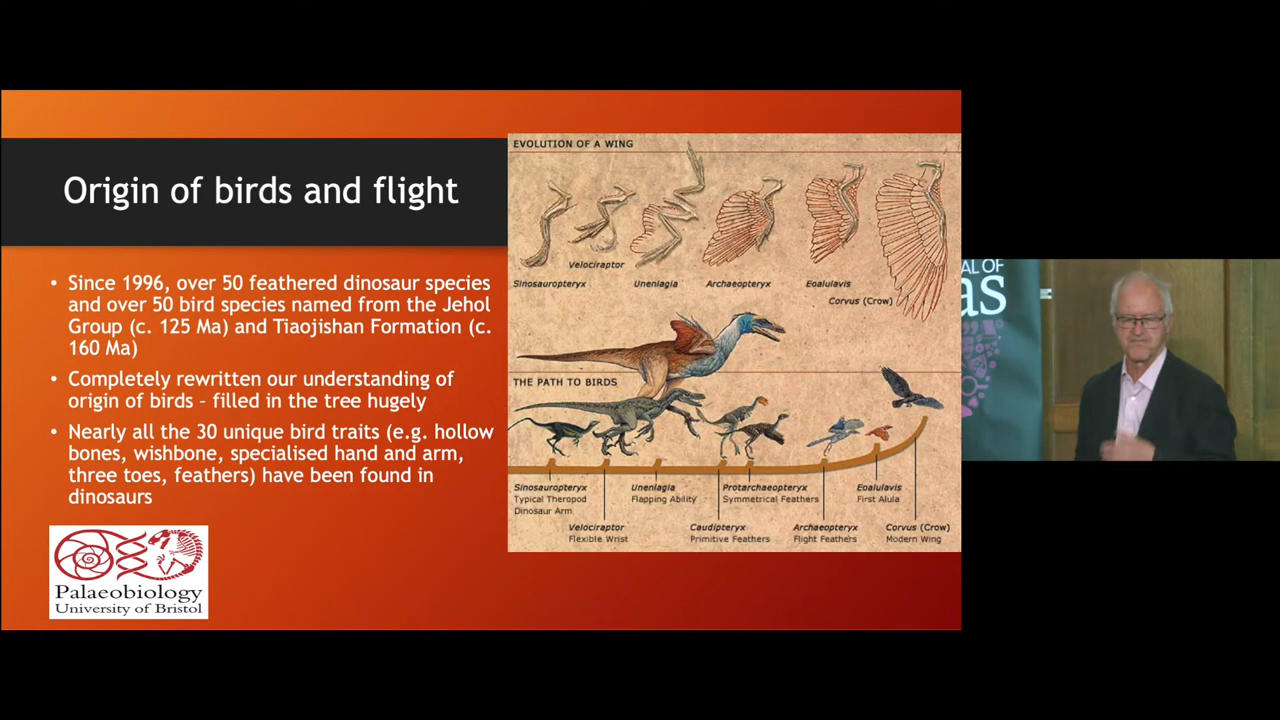 Origin of birds and flight
• Since 1996, over 50 feathered dinosaur species
and over 50 bird species named from the Jehol
Group (c. 125 Ma) and Tiaojishan Formation (c.
160 Ma)
• Completely rewritten our understanding of
origin of birds – filled in the tree hugely
• Nearly all the 30 unique bird traits (e.g. hollow
bones, wishbone, specialised hand and arm,
three toes, feathers) have been found in
dinosaurs
Palaeobiology
University of Bristol
EVOLUTION OF A WING
Sinosauropteryx
Velociraptor
Unenlagia
Archaeopteryx
Eoalulavis
Corvus (Crow)
THE PATH TO BIRDS
Sinosauropteryx
Typical Theropod
Dinosaur Arm
Velociraptor
Flexible Wrist
Unenlagia
Flapping Ability
Caudipteryx
Primitive Feathers
Protarchaeopteryx
Symmetrical Feathers
Archaeopteryx
Flight Feathers
Eoalulavis
First Alula
Corvus (Crow)
Modern Wing
AL OF
as